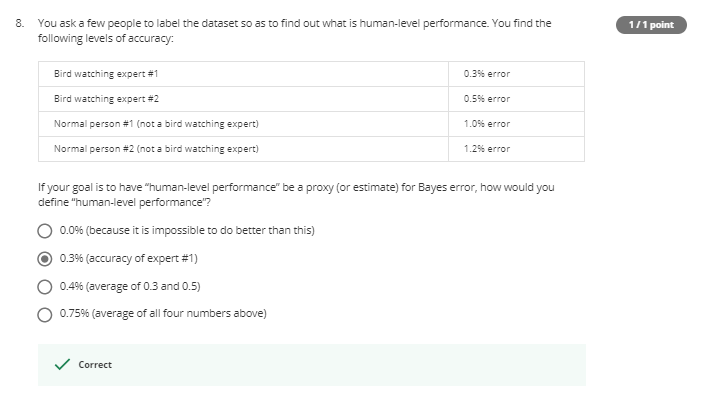 8. You ask a few people to label the dataset so as to find out what is human-level performance. You find the
following levels of accuracy:
1 / 1 point
Bird watching expert #1 0.3% error
Bird watching expert #2 0.5% error
Normal person #1 (not a bird watching expert) 1.0% error
Normal person #2 (not a bird watching expert) 1.2% error
If your goal is to have “human-level performance” be a proxy (or estimate) for Bayes error, how would you
define “human-level performance”?
0.0% (because it is impossible to do better than this)
0.3% (accuracy of expert #1)
0.4% (average of 0.3 and 0.5)
0.75% (average of all four numbers above)
Correct